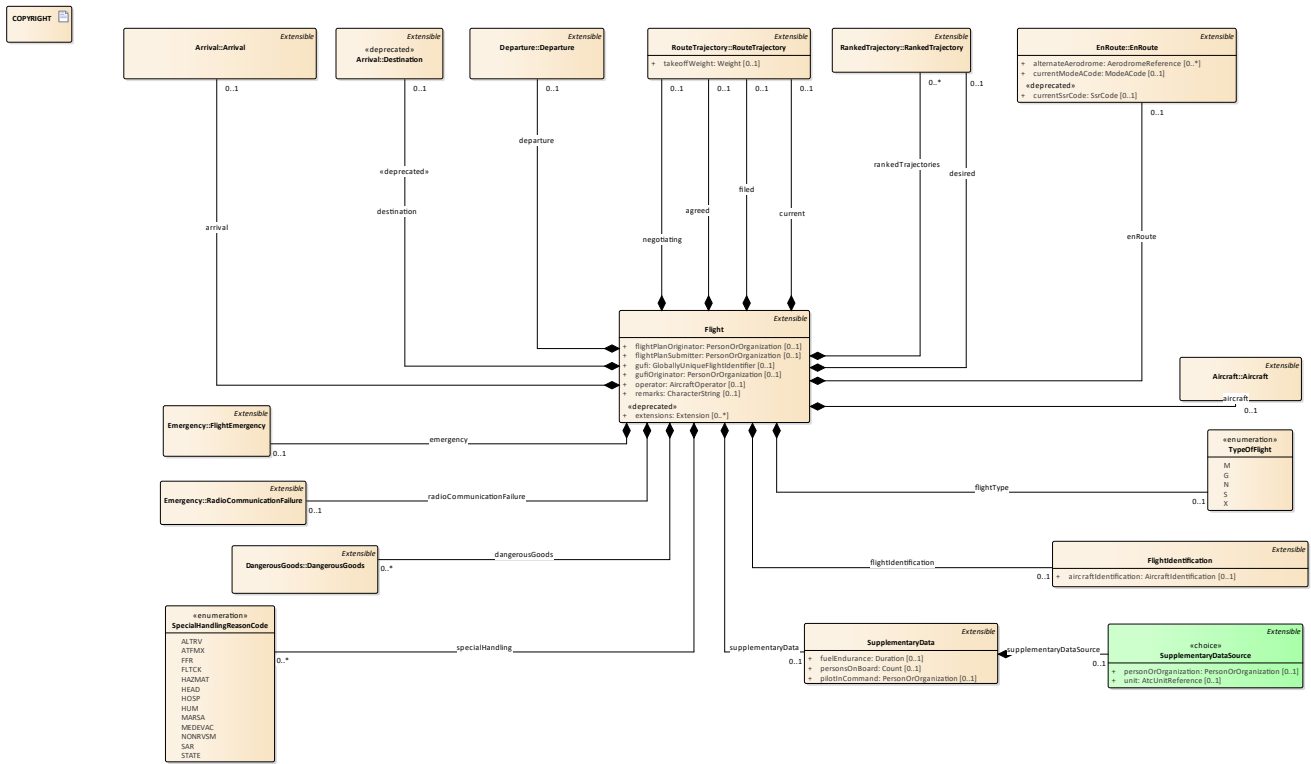 COPYRIGHT
Extensible
Arrival::Arrival
Extensible
«deprecated»
Arrival::Destination
Extensible
Departure::Departure
Extensible
RouteTrajectory::RouteTrajectory
+ takeoffWeight: Weight [0..1]
Extensible
RankedTrajectory::RankedTrajectory
Extensible
EnRoute::EnRoute
+ alternateAerodrome: AerodromeReference [0..*]
+ currentModeACode: ModeACode [0..1]
«deprecated»
+ currentSsrCode: SsrCode [0..1]
0..1
0..1
0..1
0..1
0..1
0..1
0..1
0..*
0..1
0..1
departure
«deprecated»
destination
arrival
negotiating
agreed
filed
current
rankedTrajectories
desired
enRoute
Extensible
Flight
+ flightPlanOriginator: PersonOrOrganization [0..1]
+ flightPlanSubmitter: PersonOrOrganization [0..1]
+ gufi: GloballyUniqueFlightIdentifier [0..1]
+ gufiOriginator: PersonOrOrganization [0..1]
+ operator: AircraftOperator [0..1]
+ remarks: CharacterString [0..1]
«deprecated»
+ extensions: Extension [0..*]
Extensible
Aircraft::Aircraft
aircraft
0..1
Extensible
Emergency::FlightEmergency
0..1
emergency
«enumeration»
TypeOfFlight
M
G
N
S
X
0..1
flightType
Extensible
Emergency::RadioCommunicationFailure
0..1
radioCommunicationFailure
Extensible
DangerousGoods::DangerousGoods
0..*
dangerousGoods
flightIdentification
0..1
Extensible
FlightIdentification
+ aircraftIdentification: AircraftIdentification [0..1]
«enumeration»
SpecialHandlingReasonCode
ALTRV
ATFMX
FFR
FLTCK
HAZMAT
HEAD
HOSP
HUM
MARSA
MEDEVAC
NONRVSM
SAR
STATE
0..*
specialHandling
supplementaryData
0..1
Extensible
SupplementaryData
+ fuelEndurance: Duration [0..1]
+ personsOnBoard: Count [0..1]
+ pilotInCommand: PersonOrOrganization [0..1]
supplementaryDataSource
0..1
Extensible
«choice»
SupplementaryDataSource
+ personOrOrganization: PersonOrOrganization [0..1]
+ unit: AtcUnitReference [0..1]